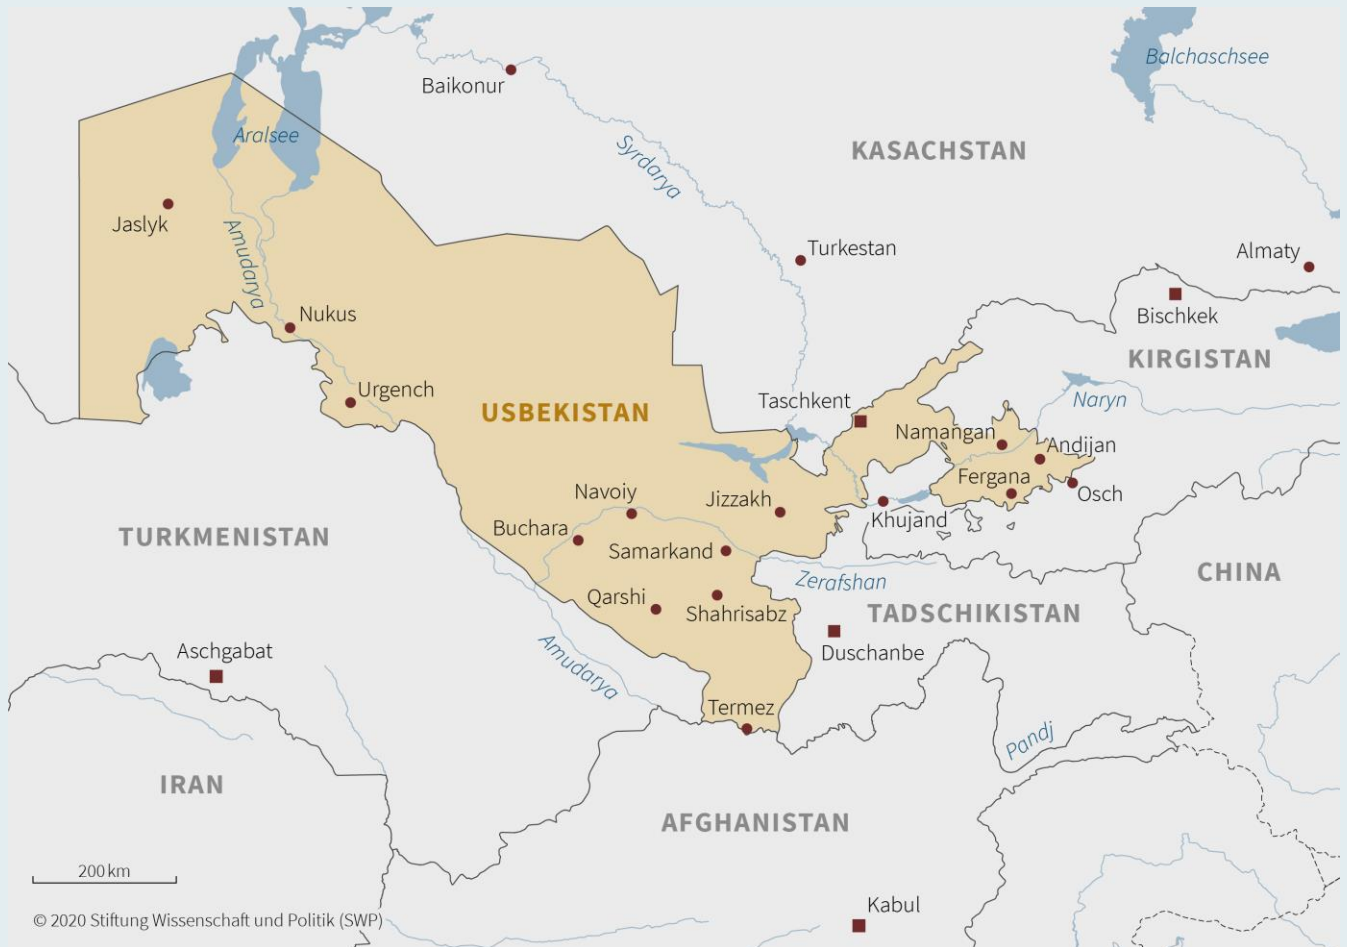 Balchaschsee
Baikonur
Aralsee
KASACHSTAN
Syrdarya
Jaslyk
Amudarya
Turkestan
Almaty
Nukus
Bischkek
KIRGISTAN
Urgench
USBEKISTAN
Taschkent
Naryn
Namangan
Andijan
Fergana
Osch
Navoiy
Jizzakh
Khujand
Buchara
TURKMENISTAN
Samarkand
Zerafshan
CHINA
Qarshi
Shahrisabz
TADSCHIKISTAN
Aschgabat
Amudarya
Duschanbe
Termez
Pandj
IRAN
AFGHANISTAN
200 km
Kabul
© 2020 Stiftung Wissenschaft und Politik (SWP)